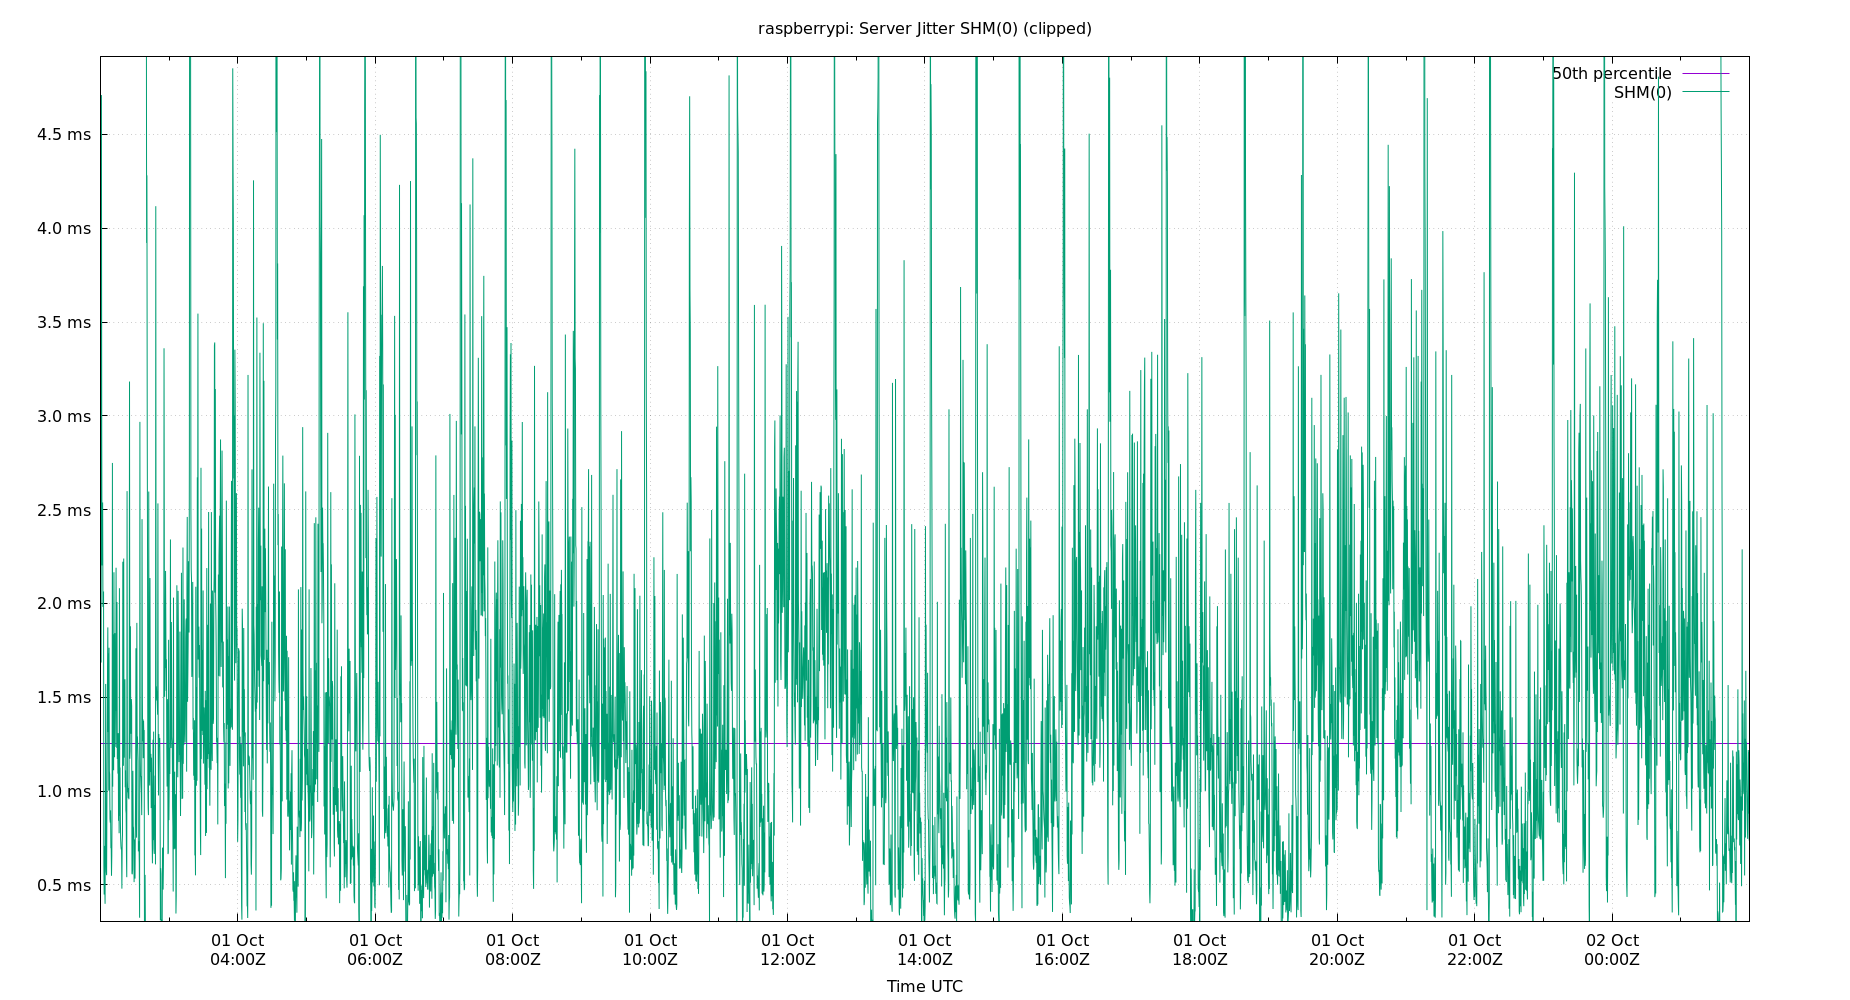 raspberrypi: Server Jitter SHM(0) (clipped)
50th percentile
SHM(0)
4.5 ms
4.0 ms
3.5 ms
3.0 ms
2.5 ms
2.0 ms
1.5 ms
1.0 ms
0.5 ms
01 Oct 01 Oct 01 Oct 01 Oct 01 Oct 01 Oct 01 Oct 01 Oct 01 Oct 01 Oct 02 Oct
04:00Z 06:00Z 08:00Z 10:00Z 12:00Z 14:00Z 16:00Z 18:00Z 20:00Z 22:00Z 00:00Z
Time UTC